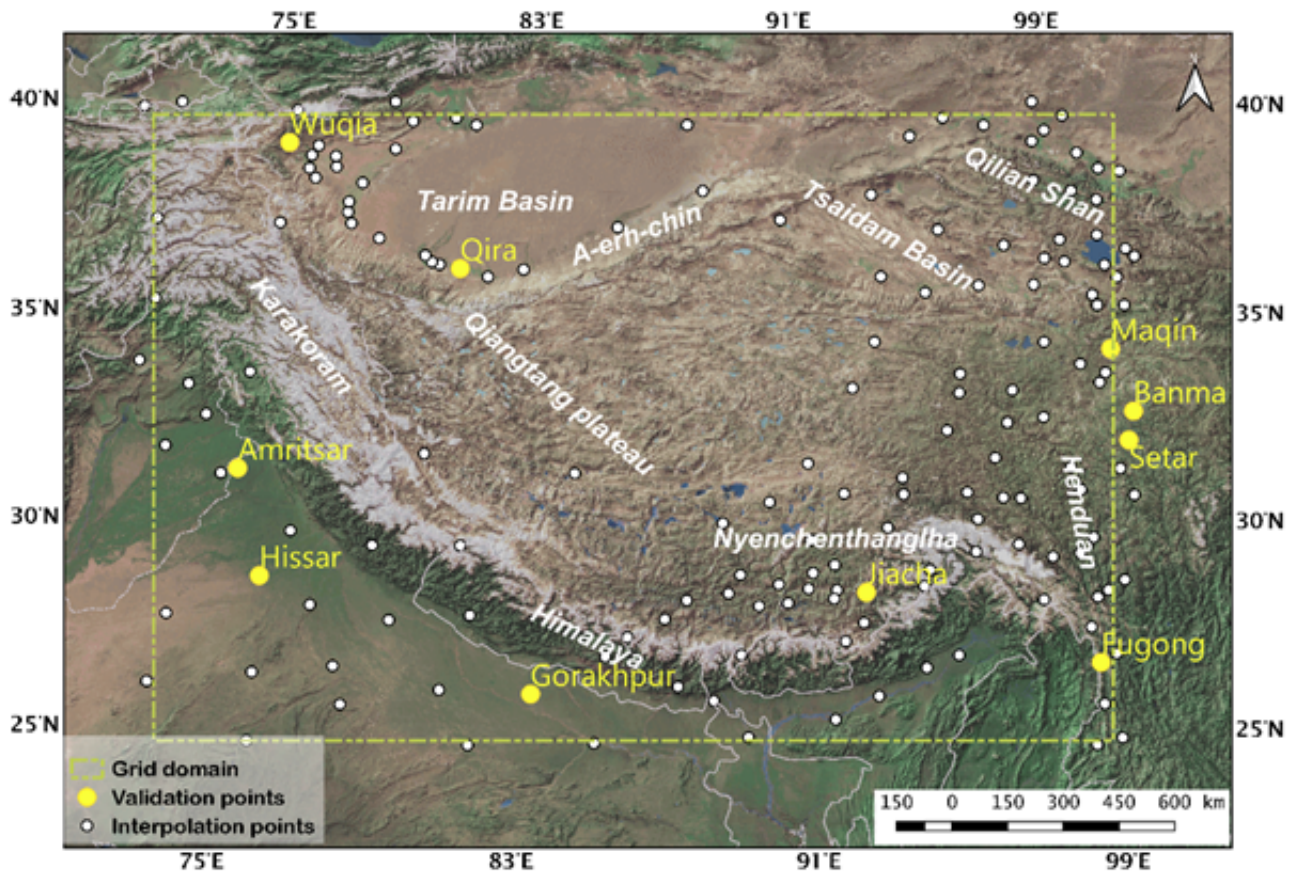 75°E 83°E 91°E 99°E
40°N 40°N
N
Wuqia
Qilian Shan
Tarim Basin
Tsaidam Basin
A-erh-chin
Qira
35°N 35°N
Karakoram
Qiangtang plateau
Maqin
Banma
Amritsar
Setar
Henduan
30°N 30°N
Nyenchenthanglha
Hissar
Jiacha
Himalaya
Fugong
Gorakhpur
25°N 25°N
Grid domain
Validation points
Interpolation points
150 0 150 300 450 600 km
75°E 83°E 91°E 99°E